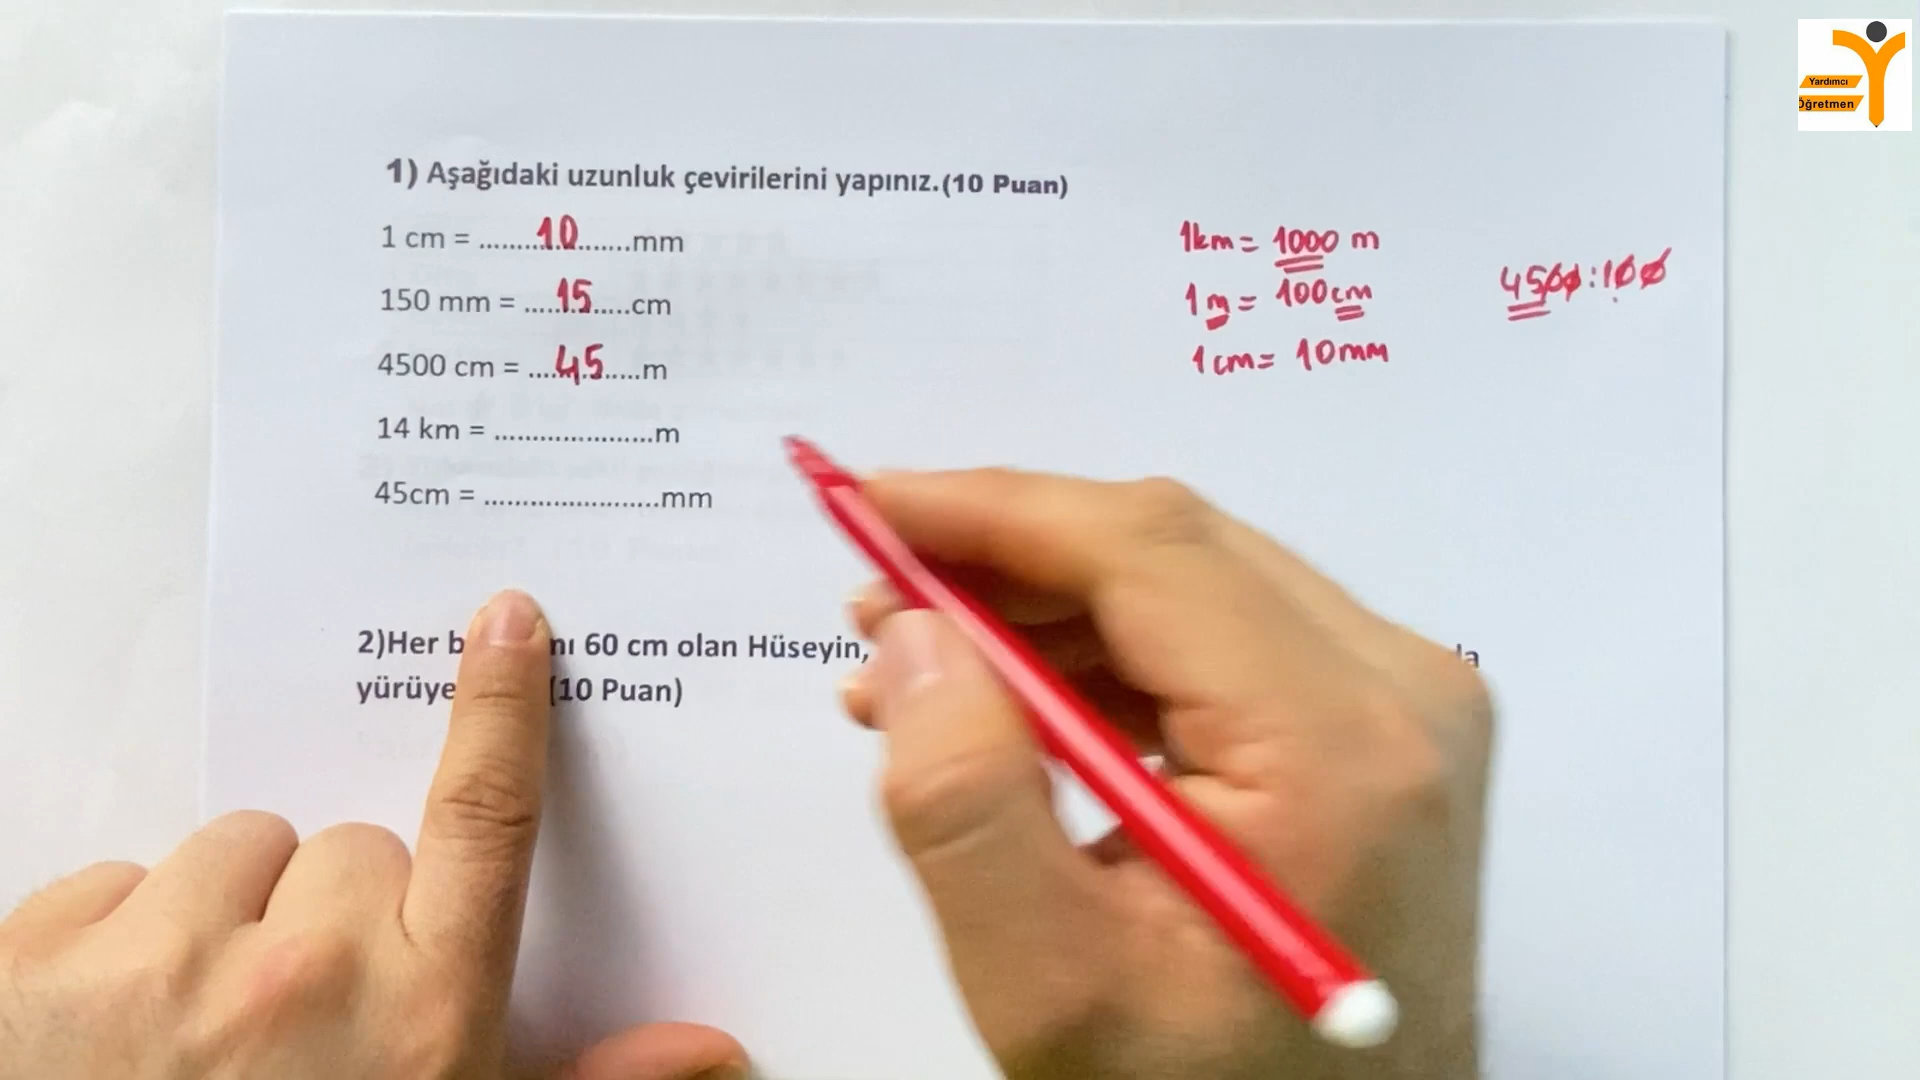 Yardımcı
Öğretmen
1) Aşağıdaki uzunluk çevirilerini yapınız.(10 Puan)
1 cm = ........10.......mm
150 mm = .....15.....cm
4500 cm = ....45.....m
14 km = .....................m
45cm = .......................mm
1km = 1000 m
1m = 100cm
1cm = 10mm
4500:100
2)Her 60 cm olan Hüseyin,
(10 Puan)